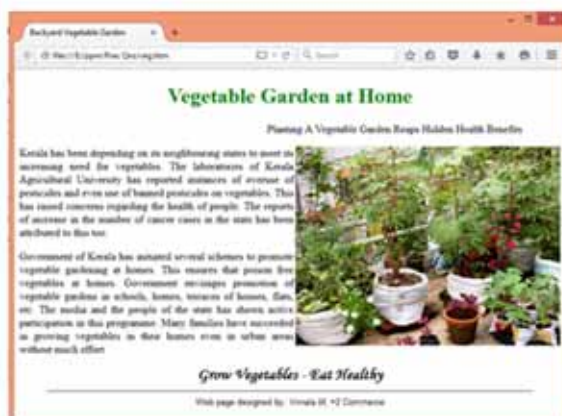 Backyard Vegetable Garden
Search
Vegetable Garden at Home
Planting A Vegetable Garden Reaps Hidden Health Benefits
Kerala has been depending on its neighbouring states to meet its
increasing need for vegetables. The laboratories of Kerala
Agricultural University has reported instances of overuse of
pesticides and even use of banned pesticides on vegetables. This
has raised concerns regarding the health of people. The reports
of increase in the number of cancer cases in the state has been
attributed to this too.
Government of Kerala has initiated several schemes to promote
vegetable gardening at homes. This ensures that poison free
vegetables at homes. Government envisages promotion of
vegetable gardens in schools, homes, terraces of houses, flats,
etc. The media and the people of the state has shown active
participation in this programme. Many families have succeeded
in growing vegetables in their homes even in urban areas
without much effort
Grow Vegetables - Eat Healthy
Web page designed by: Vimala M, +2 Commerce